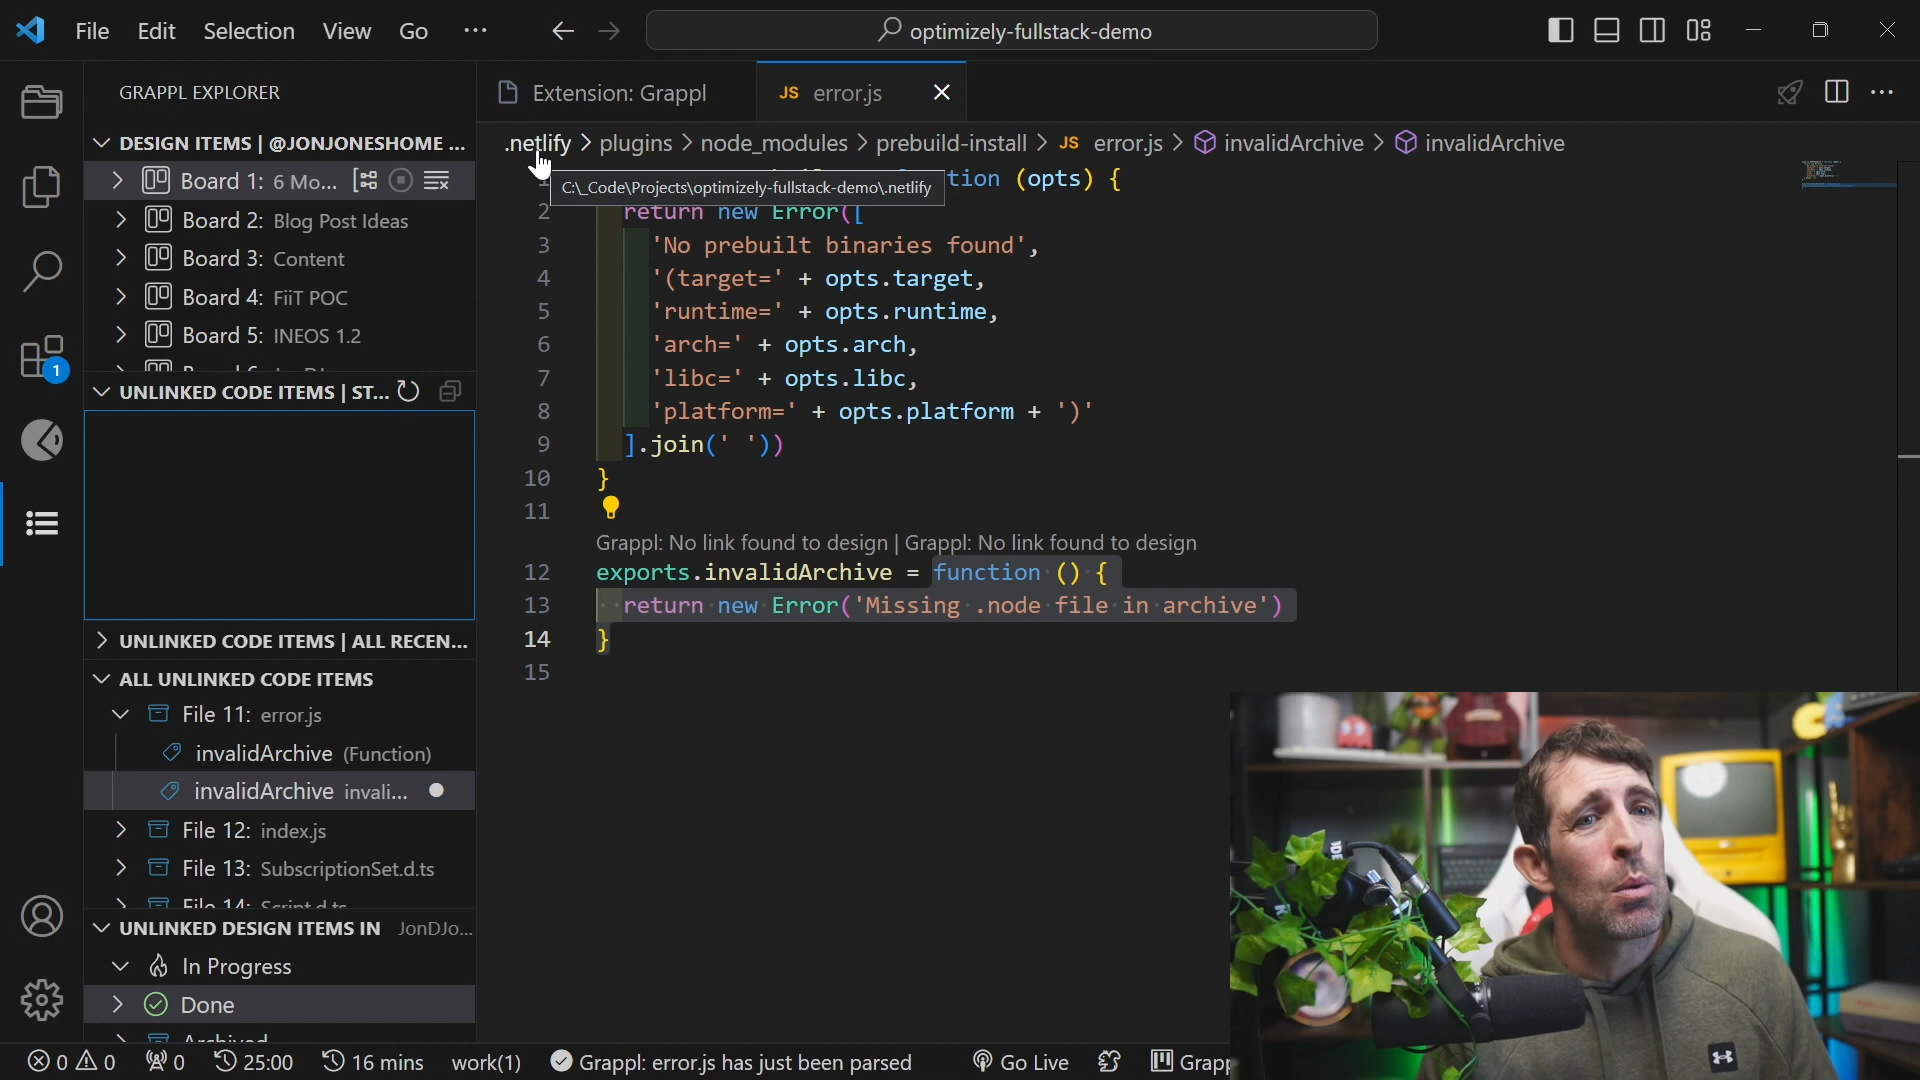 File Edit Selection View Go ···
optimizely-fullstack-demo
GRAPPL EXPLORER
DESIGN ITEMS | @JONJONESHOME ...
Board 1: 6 Mo...
Board 2: Blog Post Ideas
Board 3: Content
Board 4: FiiT POC
Board 5: INEOS 1.2
UNLINKED CODE ITEMS | ST...
1
UNLINKED CODE ITEMS | ALL RECEN...
ALL UNLINKED CODE ITEMS
File 11: error.js
invalidArchive (Function)
invalidArchive invali...
File 12: index.js
File 13: SubscriptionSet.d.ts
File 14: Script.d.ts
UNLINKED DESIGN ITEMS IN JonDJo...
In Progress
Done
Archived
Extension: Grappl
JS error.js
.netlify > plugins > node_modules > prebuild-install > JS error.js > invalidArchive > invalidArchive
C:\_Code\Projects\optimizely-fullstack-demo\.netlify
tion (opts) {
2 return new Error([
3 'No prebuilt binaries found',
4 '(target=' + opts.target,
5 'runtime=' + opts.runtime,
6 'arch=' + opts.arch,
7 'libc=' + opts.libc,
8 'platform=' + opts.platform + ')'
9 ].join(' '))
10 }
11
Grappl: No link found to design | Grappl: No link found to design
12 exports.invalidArchive = function () {
13 return new Error('Missing .node file in archive')
14 }
15
0 0 0 25:00 16 mins work(1) Grappl: error.js has just been parsed Go Live Grapp